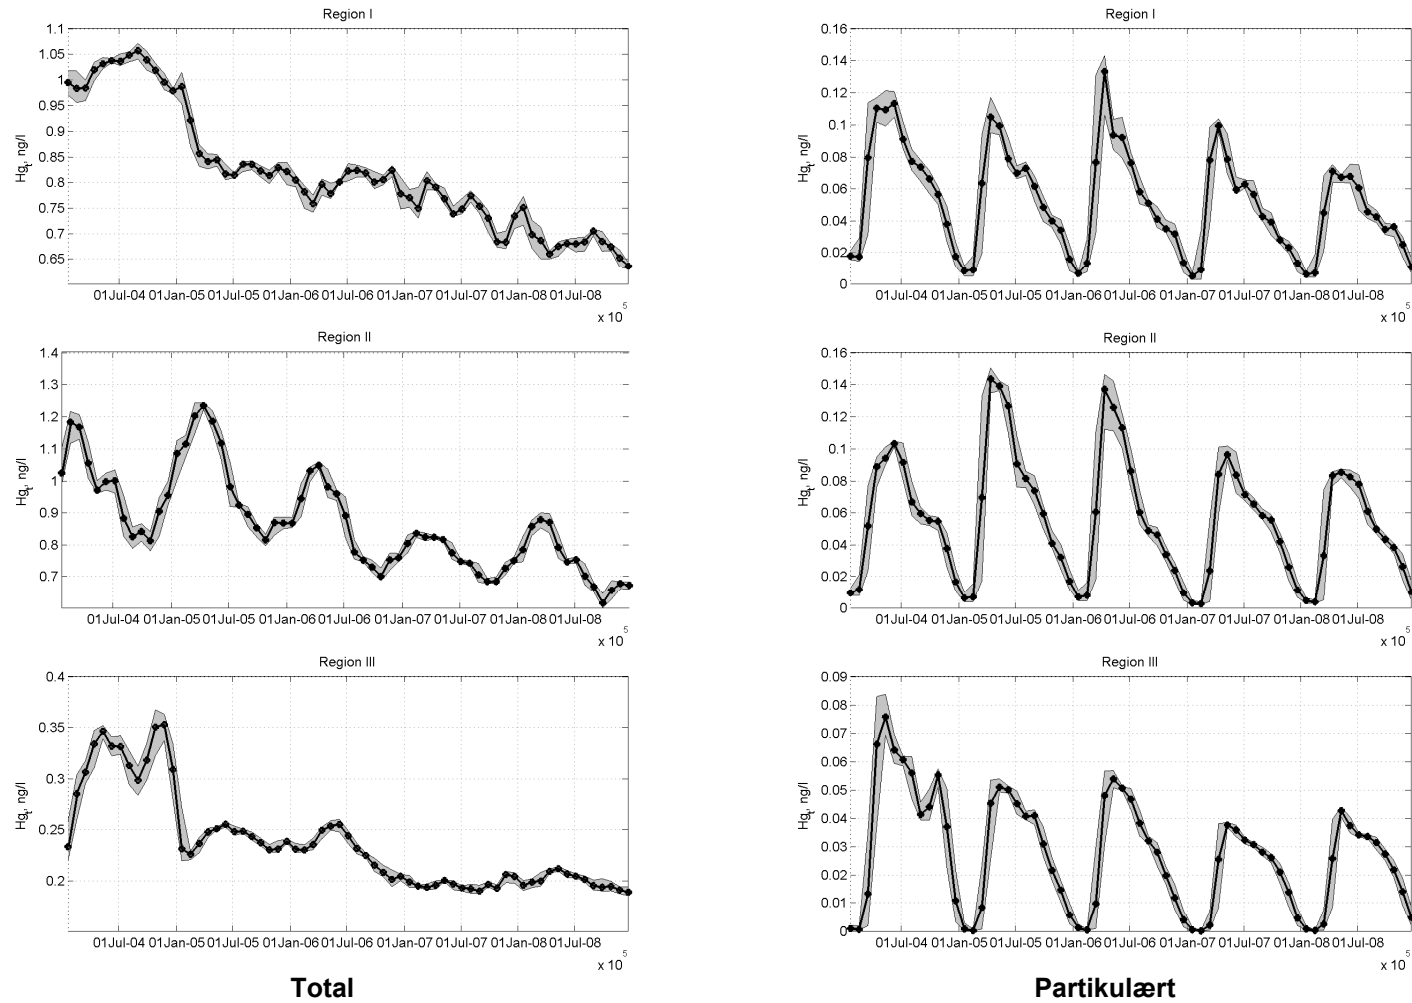 Region I
1.1
1.05
1
0.95
0.9
0.85
0.8
0.75
0.7
0.65
Hgt, ng/l
01Jul-04 01Jan-05 01Jul-05 01Jan-06 01Jul-06 01Jan-07 01Jul-07 01Jan-08 01Jul-08
x 10^5
Region I
0.16
0.14
0.12
0.1
0.08
0.06
0.04
0.02
0
Hgt, ng/l
01Jul-04 01Jan-05 01Jul-05 01Jan-06 01Jul-06 01Jan-07 01Jul-07 01Jan-08 01Jul-08
x 10^5
Region II
1.4
1.3
1.2
1.1
1
0.9
0.8
0.7
Hgt, ng/l
01Jul-04 01Jan-05 01Jul-05 01Jan-06 01Jul-06 01Jan-07 01Jul-07 01Jan-08 01Jul-08
x 10^5
Region II
0.16
0.14
0.12
0.1
0.08
0.06
0.04
0.02
0
Hgt, ng/l
01Jul-04 01Jan-05 01Jul-05 01Jan-06 01Jul-06 01Jan-07 01Jul-07 01Jan-08 01Jul-08
x 10^5
Region III
0.4
0.35
0.3
0.25
0.2
Hgt, ng/l
01Jul-04 01Jan-05 01Jul-05 01Jan-06 01Jul-06 01Jan-07 01Jul-07 01Jan-08 01Jul-08
x 10^5
Region III
0.09
0.08
0.07
0.06
0.05
0.04
0.03
0.02
0.01
0
Hgt, ng/l
01Jul-04 01Jan-05 01Jul-05 01Jan-06 01Jul-06 01Jan-07 01Jul-07 01Jan-08 01Jul-08
x 10^5
Total
Partikulært